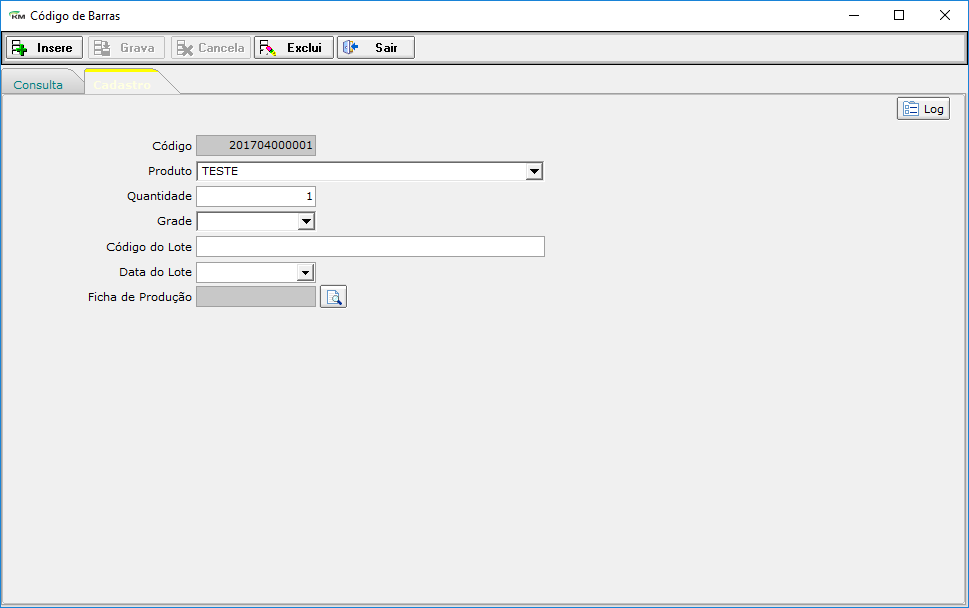 KM Código de Barras
Insere Grava Cancela Exclui Sair
Consulta Cadastro
Log
Código 201704000001
Produto TESTE
Quantidade 1
Grade
Código do Lote
Data do Lote
Ficha de Produção